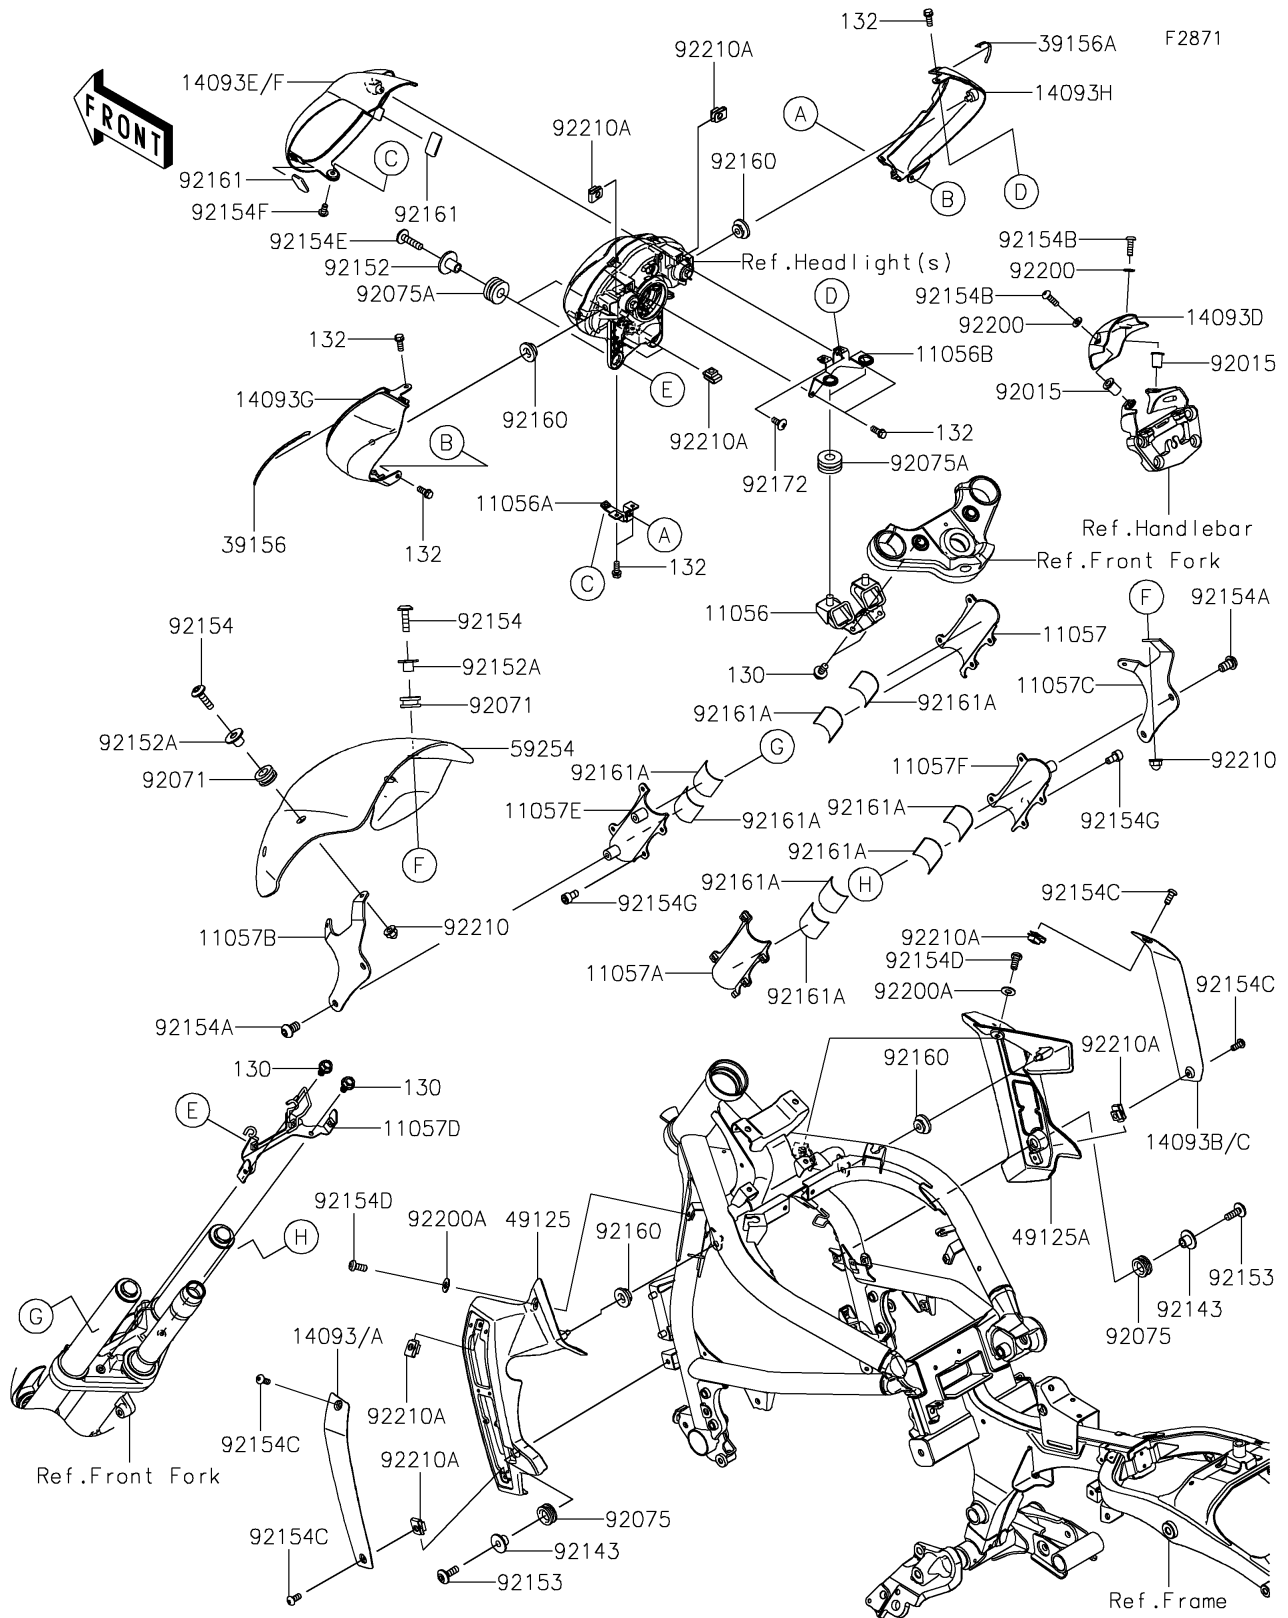 132
39156A
F2871
92210A
14093E/F
FRONT
14093H
A
92210A
92160
C
92161
B
D
92154F
92161
92154E
92154B
92152
Ref.Headlight(s)
92200
92075A
D
92154B
14093D
92200
132
11056B
92015
E
14093G
92160
92015
132
92210A
B
92075A
92172
11056A
A
Ref.Handlebar
39156
132
132
Ref.Front Fork
C
F
92154A
92154
92154
11056
11057
92152A
130
11057C
92071
92161A
92161A
G
92152A
59254
92210
92071
92161A
11057F
11057E
92161A
92161A
92154G
92161A
F
92161A
H
92154C
92154G
92210
92210A
11057B
92154D
11057A
92200A
92154C
92161A
92154A
92160
92210A
130
130
E
11057D
14093B/C
92154D
92200A
49125
92160
H
49125A
92153
G
92143
14093/A
92075
92210A
92154C
92210A
Ref.Front Fork
92075
92154C
92143
92153
Ref.Frame